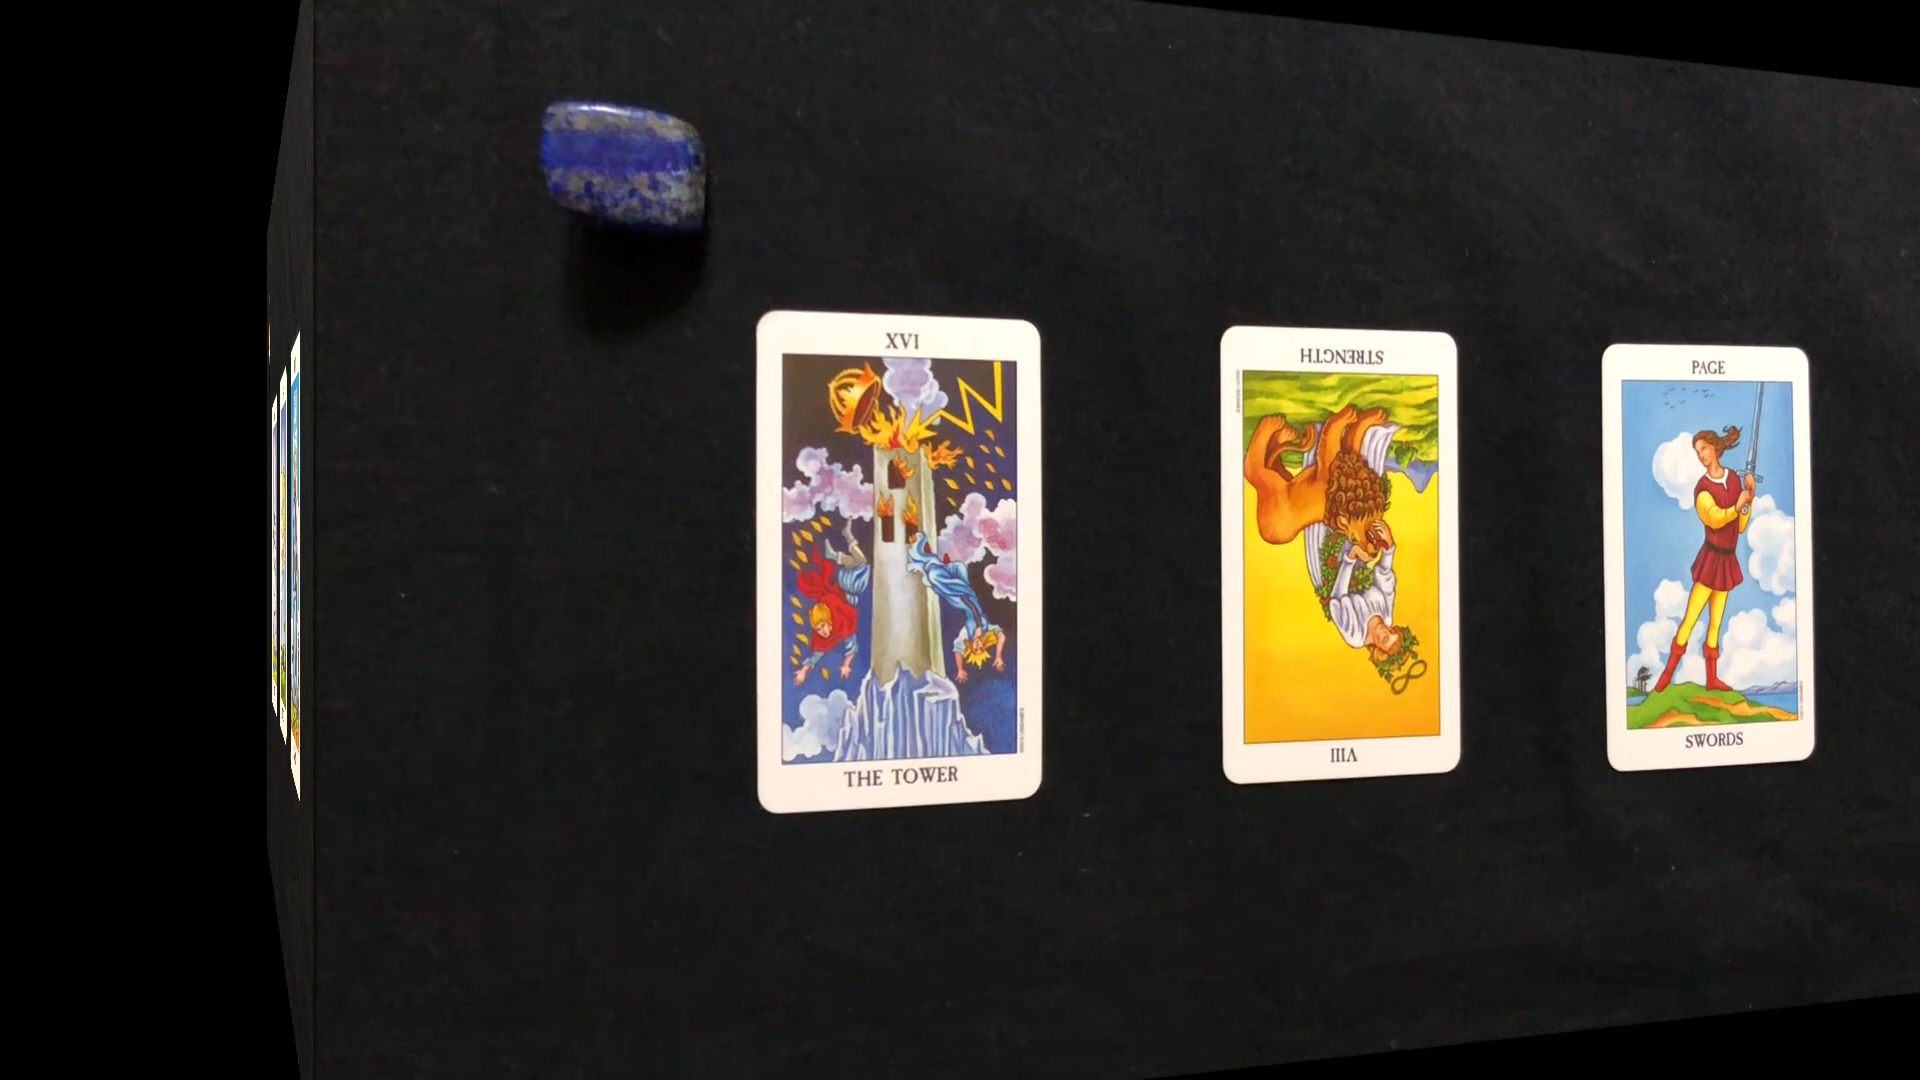 XVI
THE TOWER
STRENGTH
VIII
PAGE
SWORDS